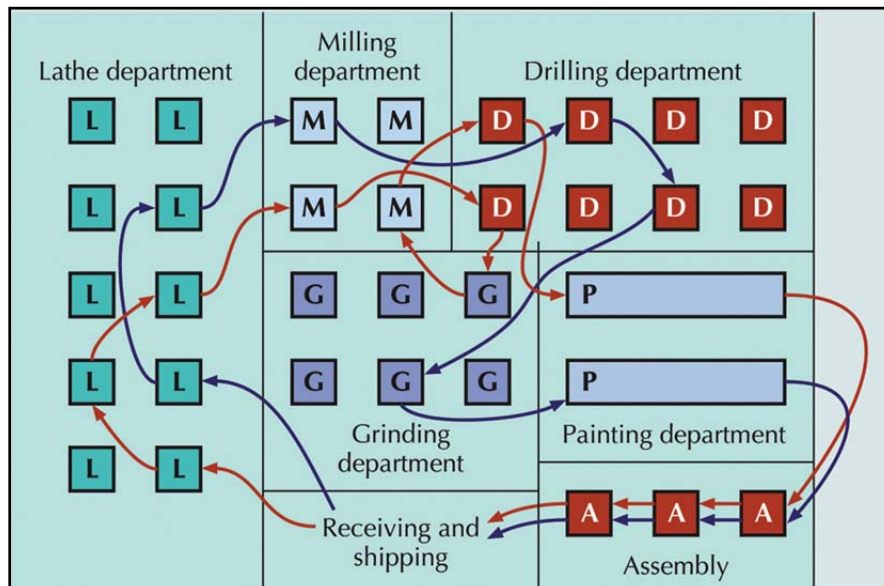 Lathe department
Milling
department
Drilling department
L L M M D D D D
L L M M D D D D
L L G G G P
L L G G G P
Grinding
department
Painting department
L L
Receiving and
shipping
A A A
Assembly